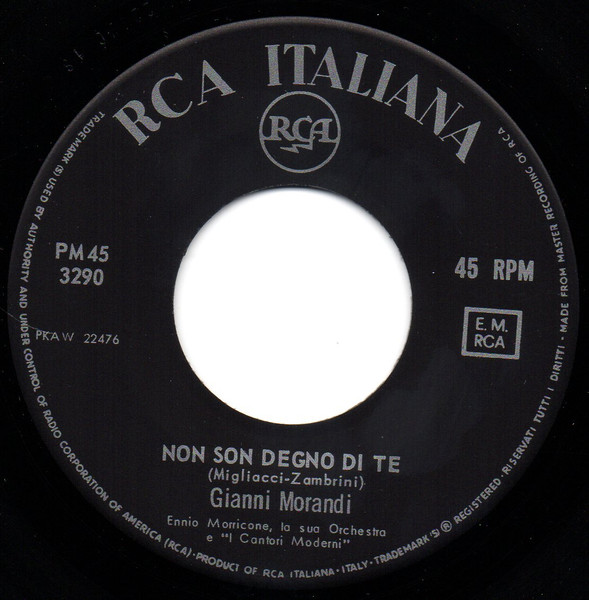 RCA ITALIANA
RCA
PM 45
3290
45 RPM
PKAW 22476
E. M.
RCA
NON SON DEGNO DI TE
(Migliacci-Zambrini)
Gianni Morandi
Ennio Morricone, la sua Orchestra
e "I Cantori Moderni"
TRADEMARK (S) USED BY AUTHORITY AND UNDER CONTROL OF RADIO CORPORATION OF AMERICA (RCA)-PRODUCT OF RCA ITALIANA-ITALY-TRADEMARK (S) ® REGISTERED-RISERVATI TUTTI I DIRITTI - MADE FROM MASTER RECORDING OF RCA